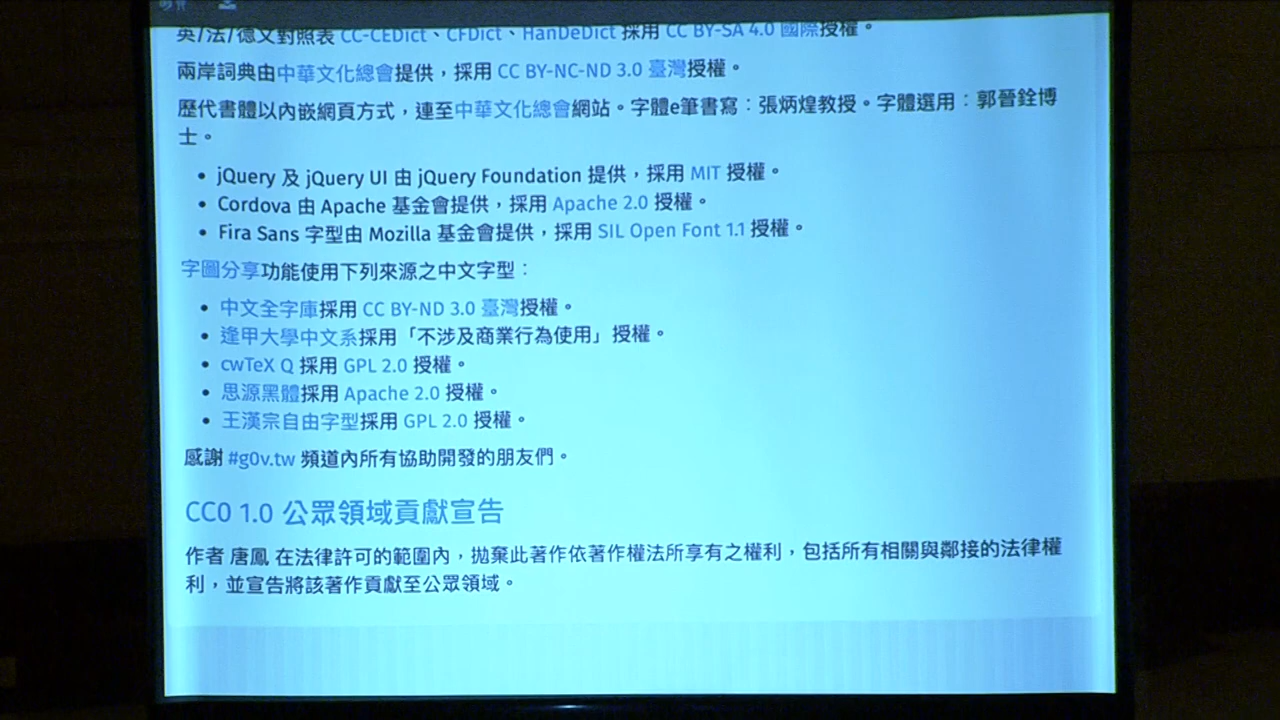 英/法/德文對照表 CC-CEDict、CFDict、HanDeDict 採用 CC BY-SA 4.0 國際授權。
兩岸詞典由中華文化總會提供，採用 CC BY-NC-ND 3.0 臺灣授權。
歷代書體以內嵌網頁方式，連至中華文化總會網站。字體e筆書寫：張炳煌教授。字體選用：郭晉銓博
士。
• jQuery 及 jQuery UI 由 jQuery Foundation 提供，採用 MIT 授權。
• Cordova 由 Apache 基金會提供，採用 Apache 2.0 授權。
• Fira Sans 字型由 Mozilla 基金會提供，採用 SIL Open Font 1.1 授權。
字圖分享功能使用下列來源之中文字型：
• 中文全字庫採用 CC BY-ND 3.0 臺灣授權。
• 逢甲大學中文系採用「不涉及商業行為使用」授權。
• cwTeX Q 採用 GPL 2.0 授權。
• 思源黑體採用 Apache 2.0 授權。
• 王漢宗自由字型採用 GPL 2.0 授權。
感謝 #g0v.tw 頻道內所有協助開發的朋友們。
CC0 1.0 公眾領域貢獻宣告
作者 唐鳳 在法律許可的範圍內，拋棄此著作依著作權法所享有之權利，包括所有相關與鄰接的法律權
利，並宣告將該著作貢獻至公眾領域。